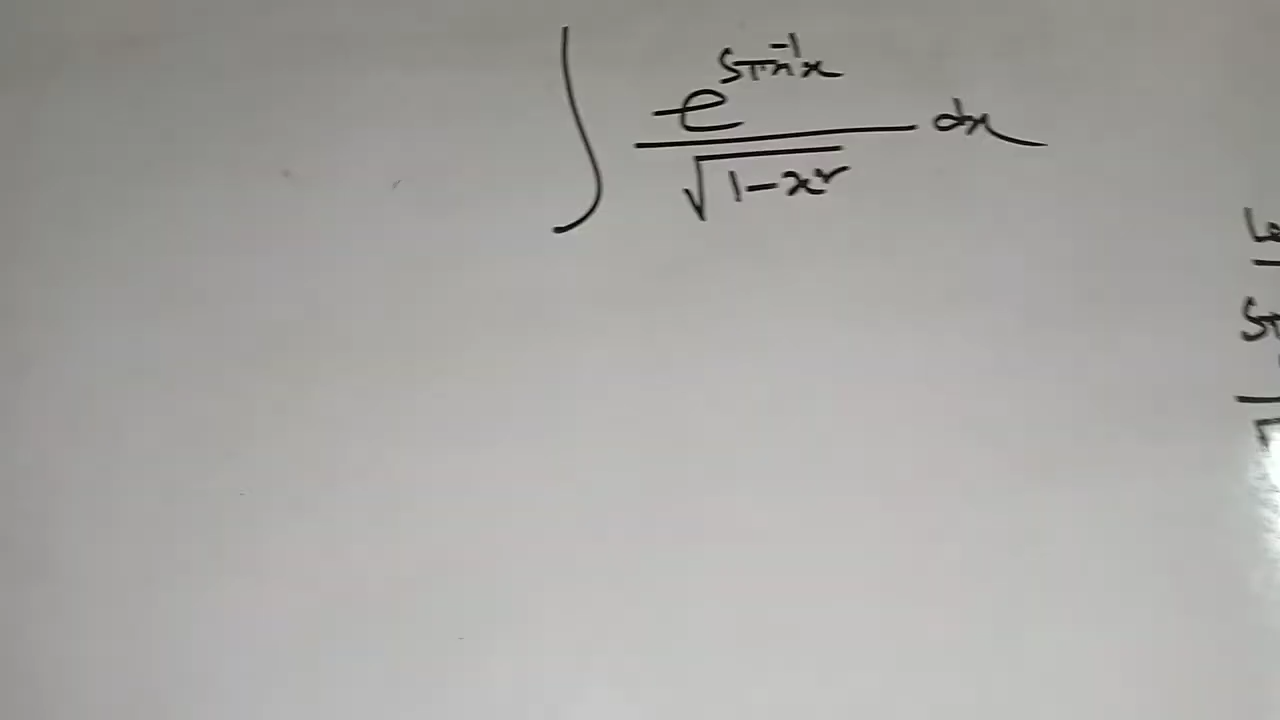 ∫ e^(sin⁻¹x) / √(1-x²) dx